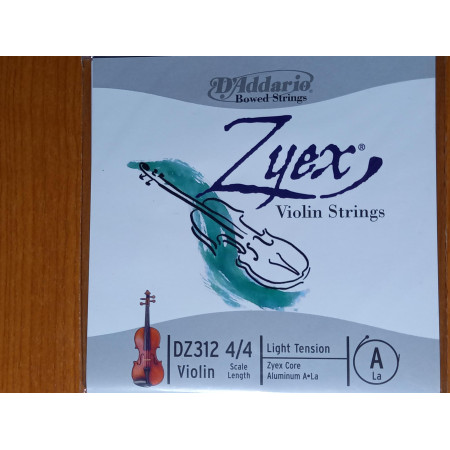 D'Addario
Bowed Strings
Zyex®
Violin Strings
DZ312 4/4
Violin Scale Length
Light Tension
Zyex Core
Aluminum A•La
A
La